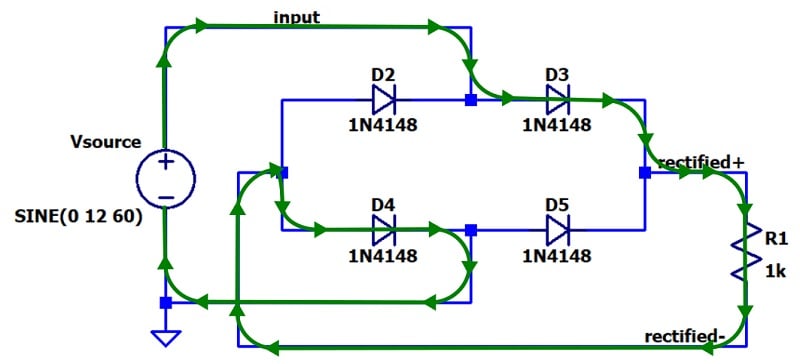 input
D2
D3
1N4148
1N4148
Vsource
+
−
SINE(0 12 60)
rectified+
D4
D5
1N4148
1N4148
R1
1k
rectified-